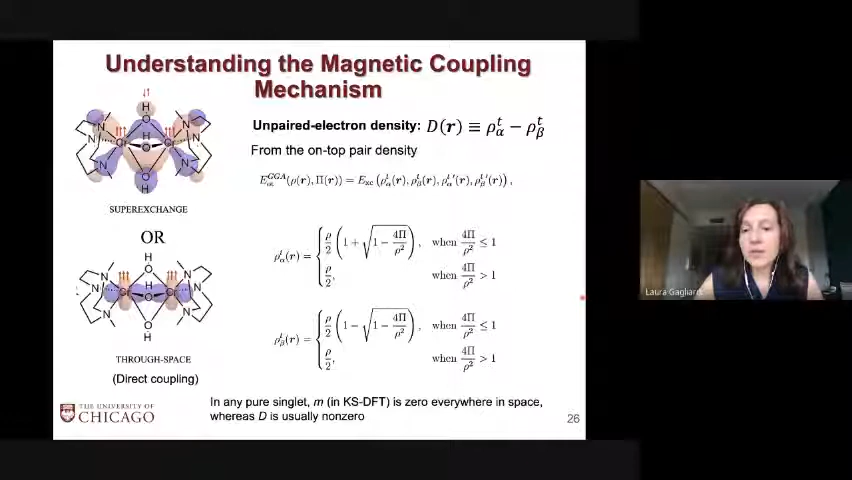 Understanding the Magnetic Coupling
Mechanism
Unpaired-electron density: D(r) ≡ ρ_α^t − ρ_β^t
From the on-top pair density
E_xc^GGA(ρ(r), Π(r)) = E_xc (ρ_α^t(r), ρ_β^t(r), ρ_α^t′(r), ρ_β^t′(r)),
SUPEREXCHANGE
OR
THROUGH-SPACE
(Direct coupling)
ρ_α^t(r) = { ρ/2 (1 + √(1 − 4Π/ρ²)), when 4Π/ρ² ≤ 1
ρ/2, when 4Π/ρ² > 1
ρ_β^t(r) = { ρ/2 (1 − √(1 − 4Π/ρ²)), when 4Π/ρ² ≤ 1
ρ/2, when 4Π/ρ² > 1
In any pure singlet, m (in KS-DFT) is zero everywhere in space,
whereas D is usually nonzero
THE UNIVERSITY OF
CHICAGO
26
Laura Gagliardi